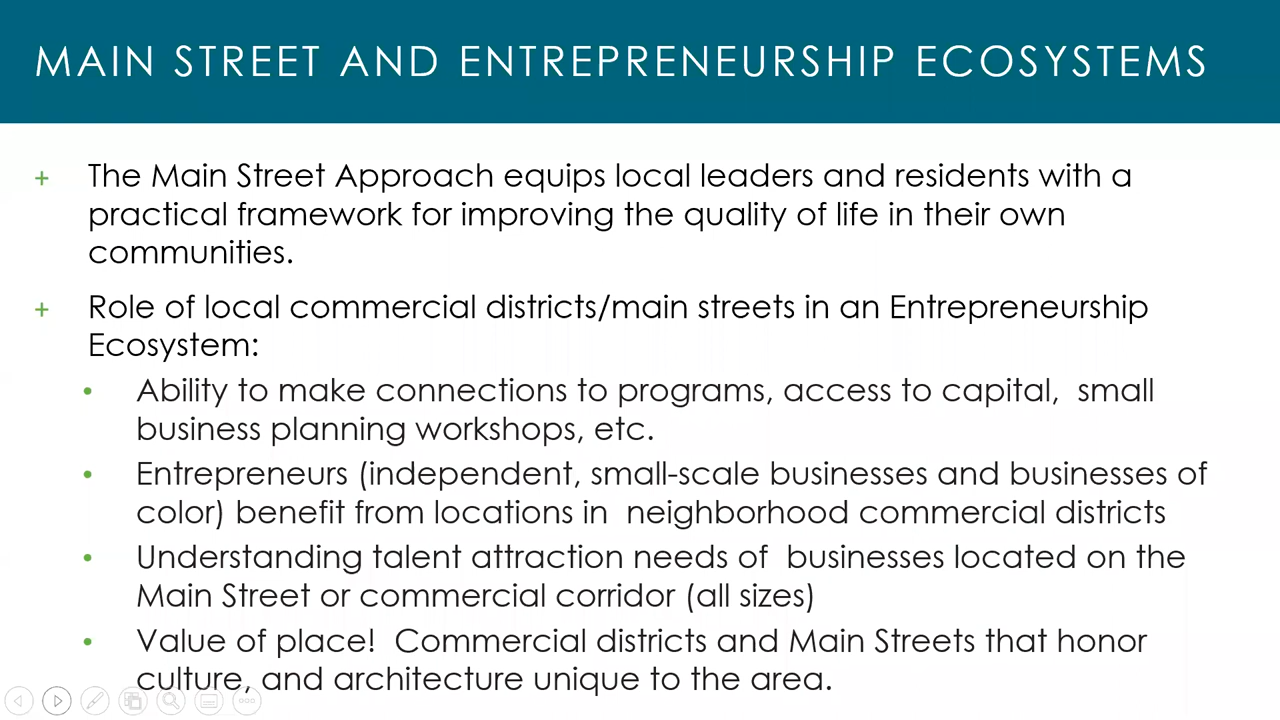 MAIN STREET AND ENTREPRENEURSHIP ECOSYSTEMS
+ The Main Street Approach equips local leaders and residents with a
practical framework for improving the quality of life in their own
communities.
+ Role of local commercial districts/main streets in an Entrepreneurship
Ecosystem:
• Ability to make connections to programs, access to capital,  small
business planning workshops, etc.
• Entrepreneurs (independent, small-scale businesses and businesses of
color) benefit from locations in  neighborhood commercial districts
• Understanding talent attraction needs of  businesses located on the
Main Street or commercial corridor (all sizes)
• Value of place!  Commercial districts and Main Streets that honor
culture, and architecture unique to the area.